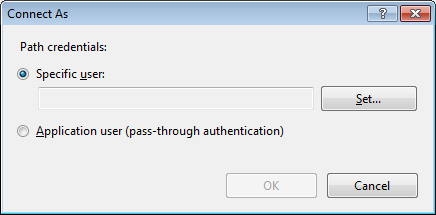 Connect As
?
Path credentials:
Specific user:
Set...
Application user (pass-through authentication)
OK
Cancel